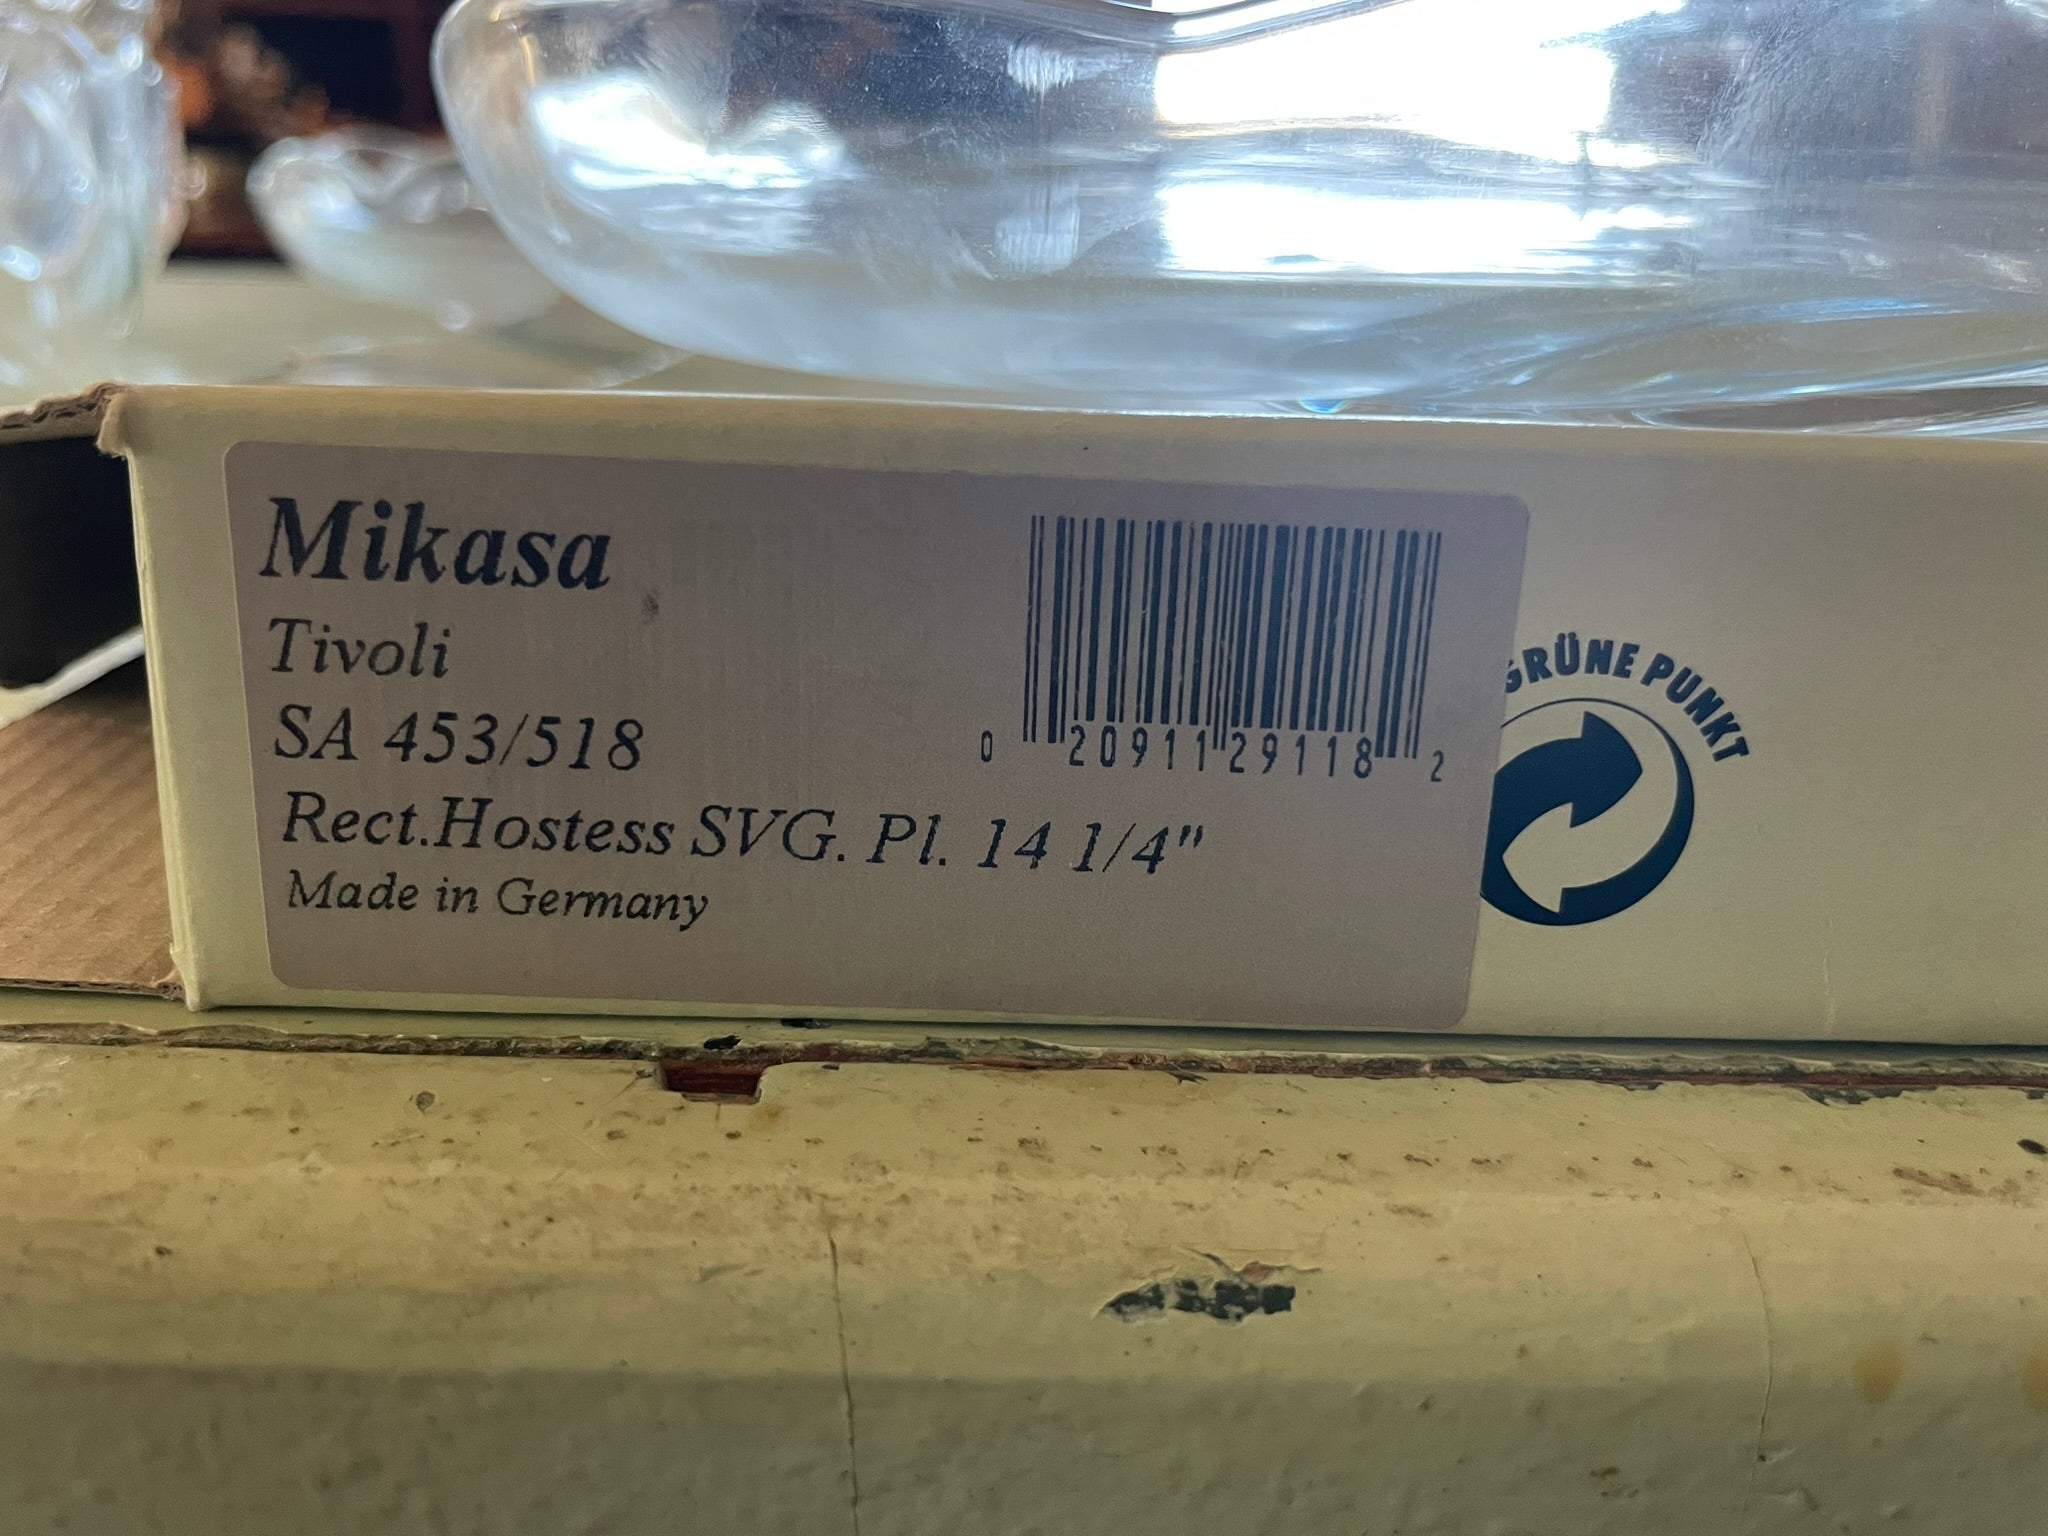 Mikasa
Tivoli
SA 453/518
Rect.Hostess SVG. Pl. 14 1/4"
Made in Germany
0 20911 29118 2
GRÜNE PUNKT